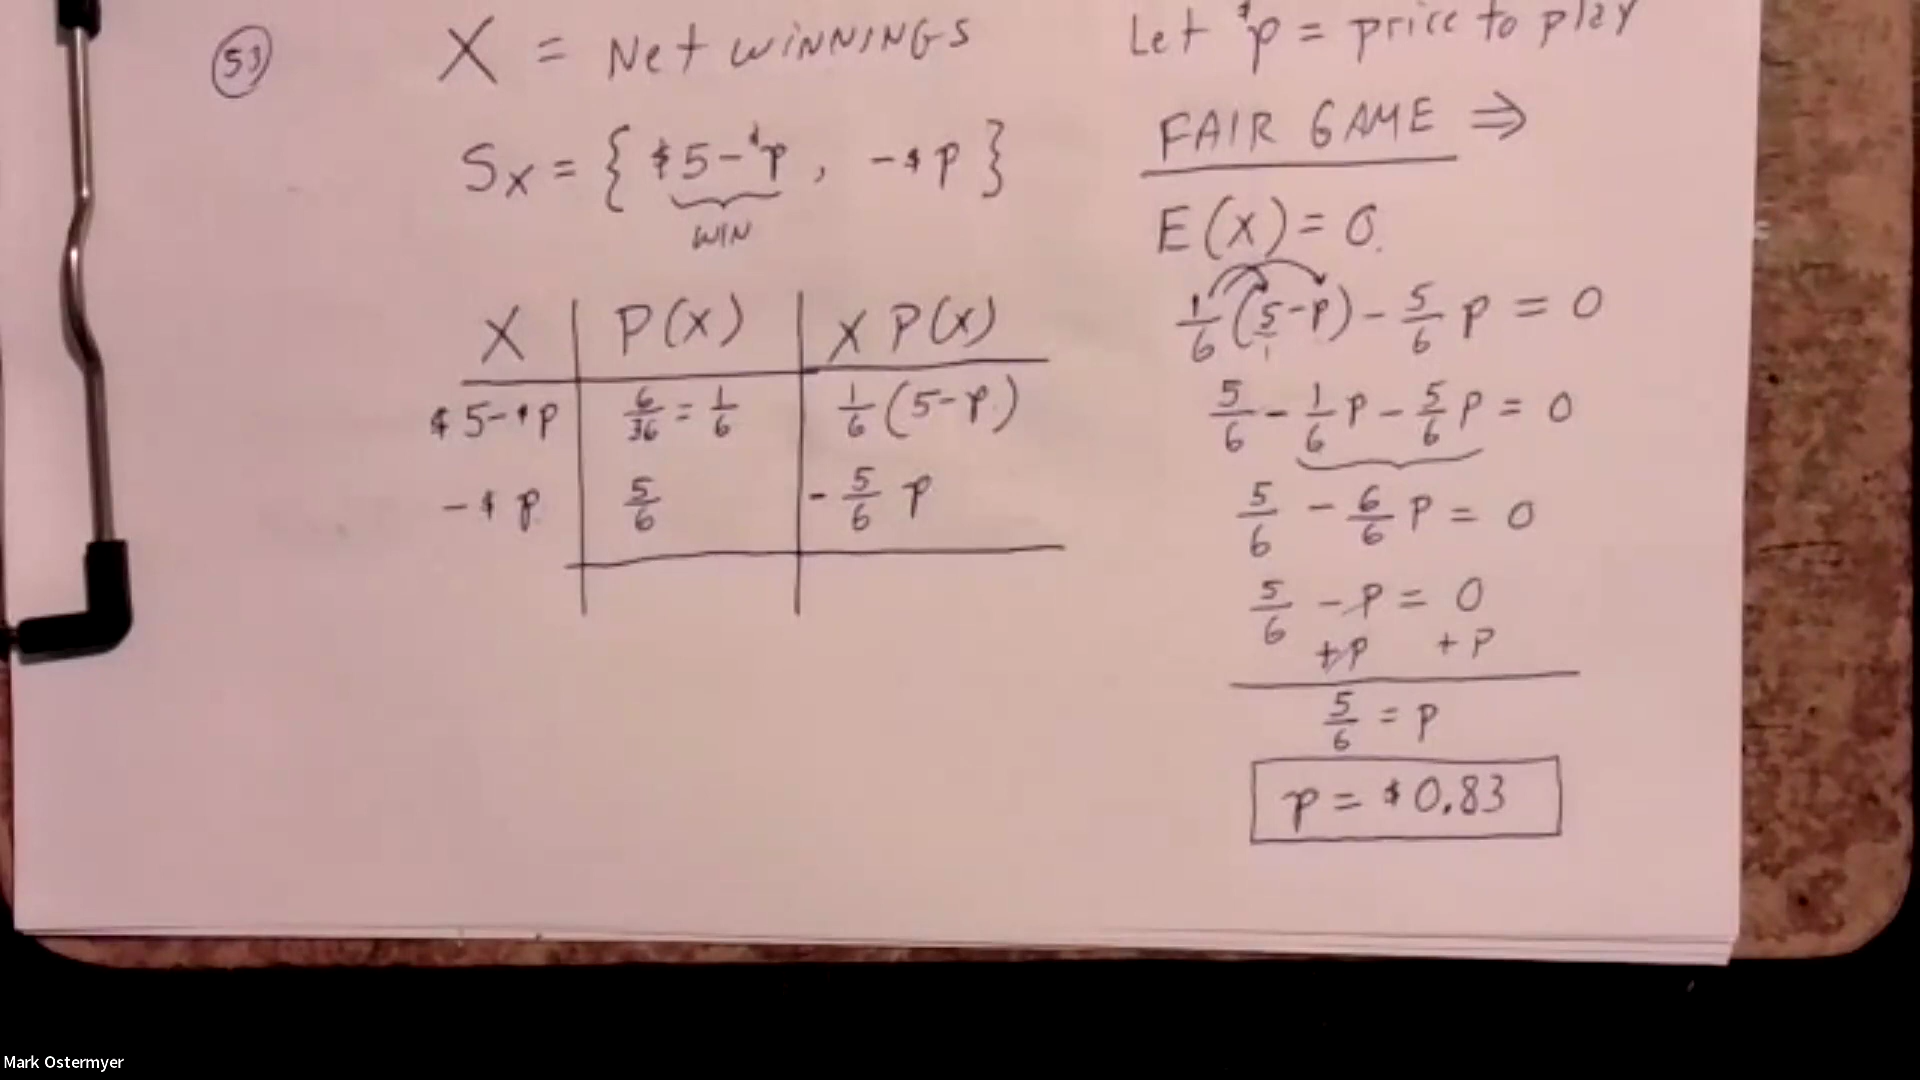 53
X = Net WINNINGS
Sx = { $5-$p, -$p }
WIN
X | P(X) | X P(X)
$5-$p | 6/36 = 1/6 | 1/6 (5-p)
-$p | 5/6 | -5/6 p
Let $p = price to play
FAIR GAME ⇒
E(X) = 0.
1/6 (5/1 - p) - 5/6 p = 0
5/6 - 1/6 p - 5/6 p = 0
5/6 - 6/6 p = 0
5/6 - p = 0
+p +p
5/6 = p
p = $0.83
Mark Ostermyer